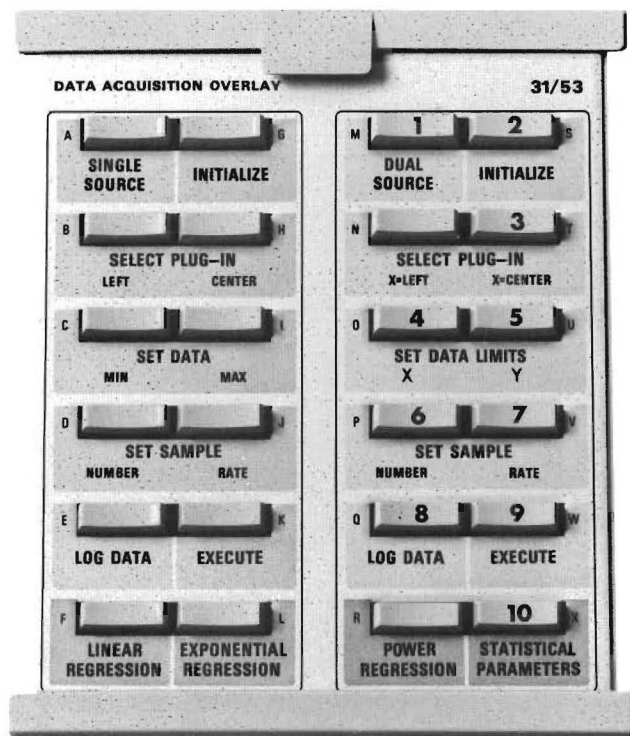 DATA ACQUISITION OVERLAY 31/53
A G
SINGLE SOURCE INITIALIZE
B H
SELECT PLUG-IN
LEFT CENTER
C I
SET DATA
MIN MAX
D J
SET SAMPLE
NUMBER RATE
E K
LOG DATA EXECUTE
F L
LINEAR REGRESSION EXPONENTIAL REGRESSION
M 1 2 S
DUAL SOURCE INITIALIZE
N 3 T
SELECT PLUG-IN
X=LEFT X=CENTER
O 4 5 U
SET DATA LIMITS
X Y
P 6 7 V
SET SAMPLE
NUMBER RATE
Q 8 9 W
LOG DATA EXECUTE
R 10 X
POWER REGRESSION STATISTICAL PARAMETERS